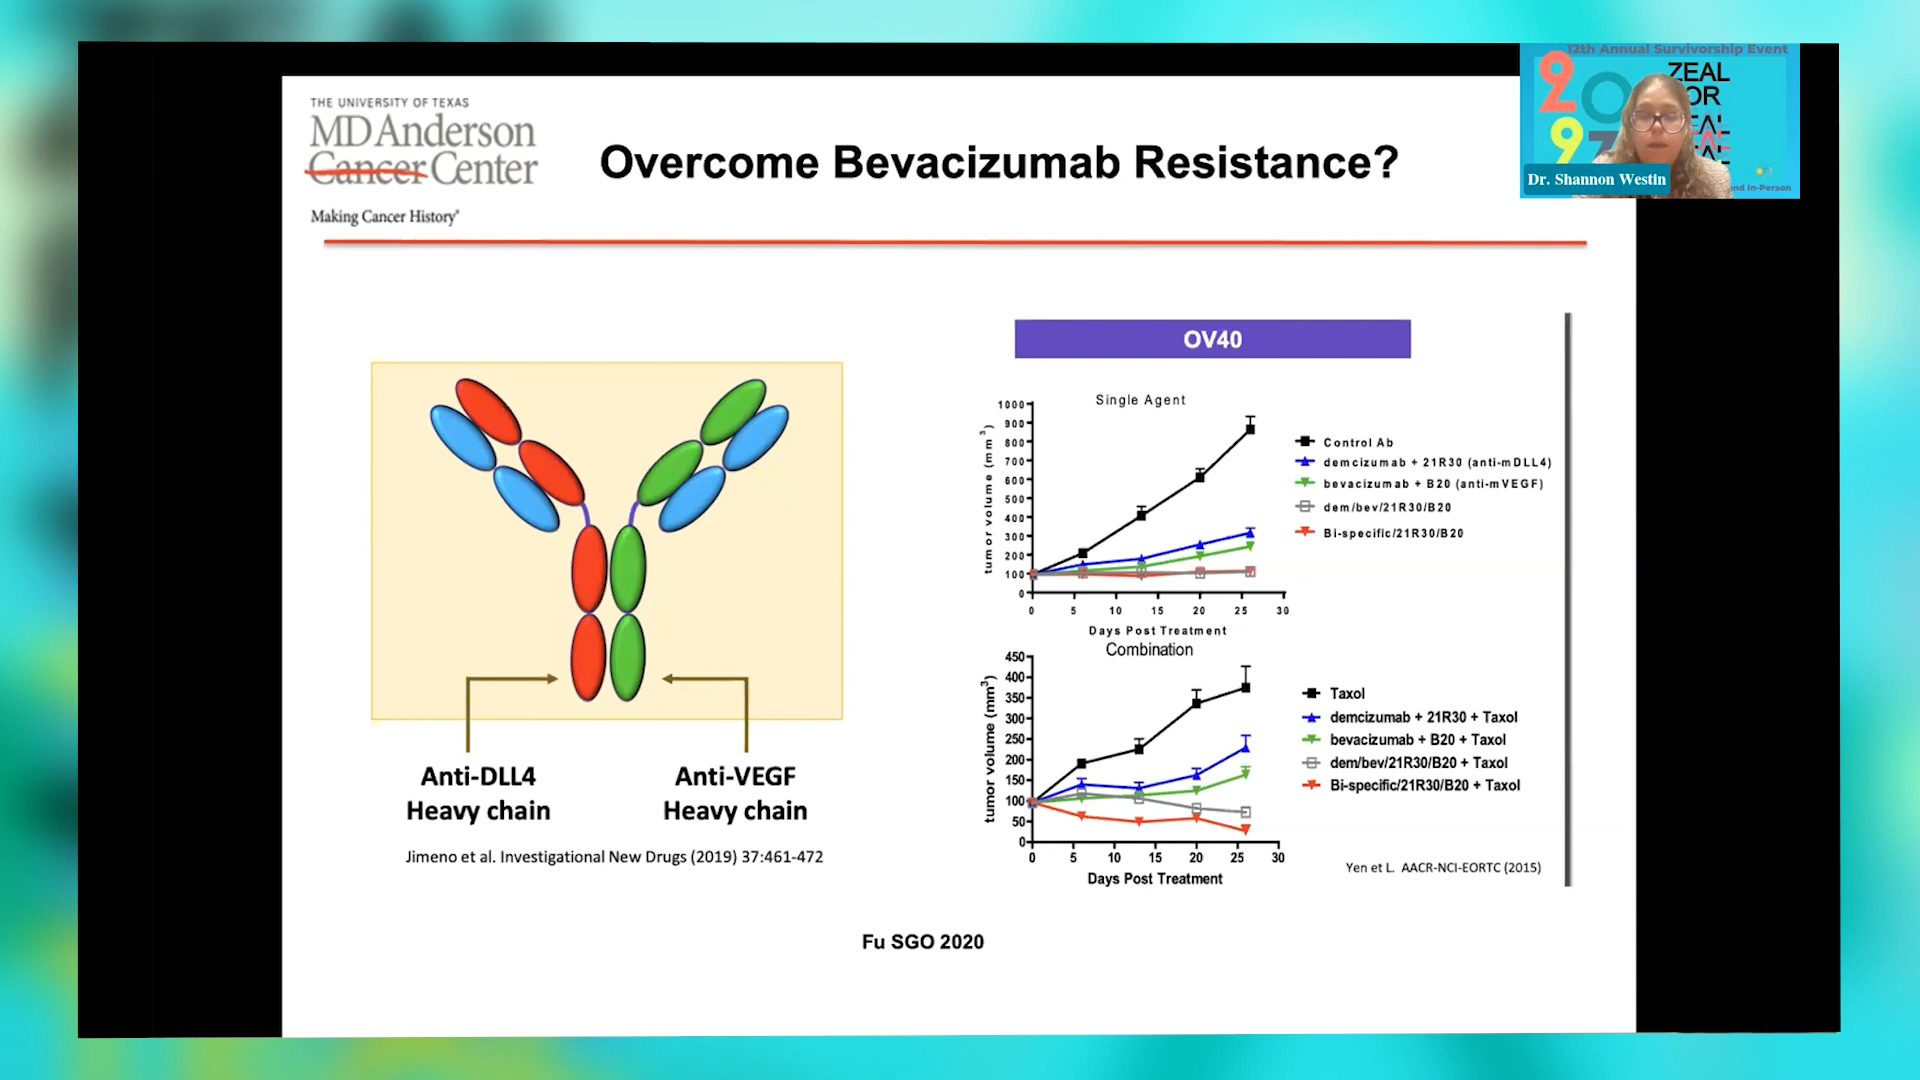 12th Annual Survivorship Event
ZEAL
Dr. Shannon Westin
and In-Person
THE UNIVERSITY OF TEXAS
MD Anderson
Cancer Center
Making Cancer History®
Overcome Bevacizumab Resistance?
OV40
Single Agent
tumor volume (mm3)
1000
900
800
700
600
500
400
300
200
100
0
0 5 10 15 20 25 30
Days Post Treatment
Control Ab
demcizumab + 21R30 (anti-mDLL4)
bevacizumab + B20 (anti-mVEGF)
dem/bev/21R30/B20
Bi-specific/21R30/B20
Combination
tumor volume (mm3)
450
400
350
300
250
200
150
100
50
0
0 5 10 15 20 25 30
Days Post Treatment
Taxol
demcizumab + 21R30 + Taxol
bevacizumab + B20 + Taxol
dem/bev/21R30/B20 + Taxol
Bi-specific/21R30/B20 + Taxol
Anti-DLL4
Heavy chain
Anti-VEGF
Heavy chain
Jimeno et al. Investigational New Drugs (2019) 37:461-472
Yen et L. AACR-NCI-EORTC (2015)
Fu SGO 2020